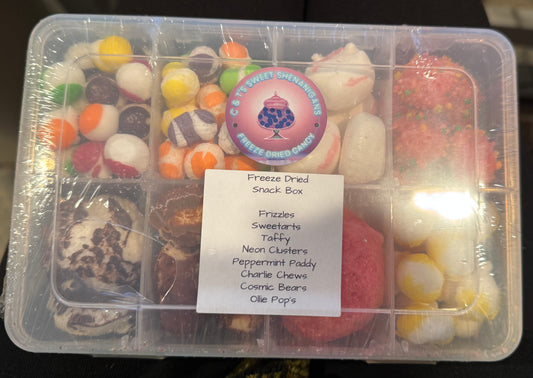 C & T'S SWEET SHENANIGANS
FREEZE DRIED CANDY
Freeze Dried
Snack Box
Frizzles
Sweetarts
Taffy
Neon Clusters
Peppermint Paddy
Charlie Chews
Cosmic Bears
Ollie Pop's